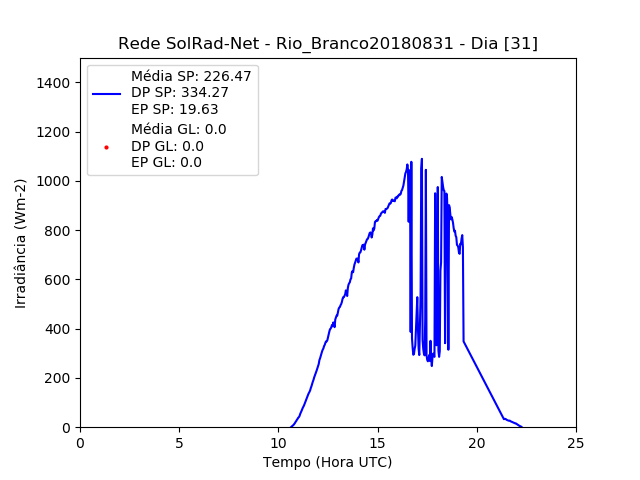 Rede SolRad-Net - Rio_Branco20180831 - Dia [31]
Média SP: 226.47
DP SP: 334.27
EP SP: 19.63
Média GL: 0.0
DP GL: 0.0
EP GL: 0.0
1400
1200
1000
800
600
400
200
0
Irradiância (Wm-2)
0 5 10 15 20 25
Tempo (Hora UTC)